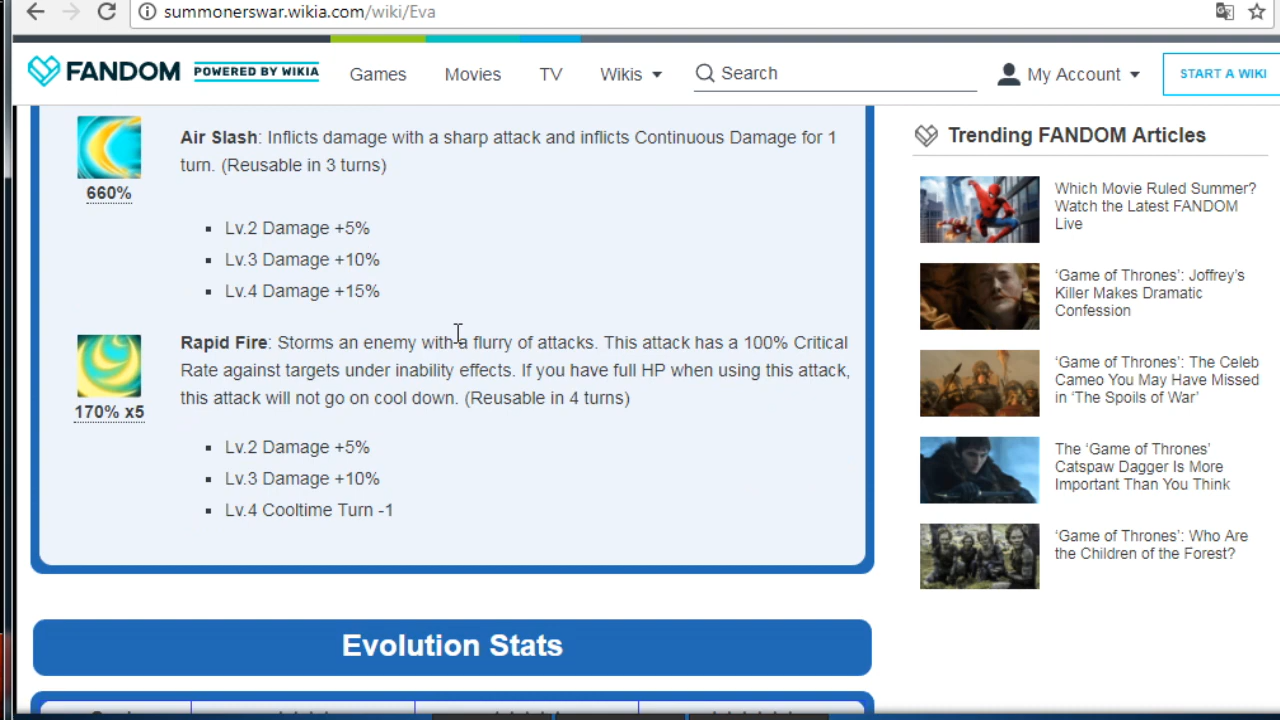 summonerswar.wikia.com/wiki/Eva
FANDOM POWERED BY WIKIA Games Movies TV Wikis Search My Account START A WIKI
Air Slash: Inflicts damage with a sharp attack and inflicts Continuous Damage for 1
turn. (Reusable in 3 turns)
660%
Lv.2 Damage +5%
Lv.3 Damage +10%
Lv.4 Damage +15%
Rapid Fire: Storms an enemy with a flurry of attacks. This attack has a 100% Critical
Rate against targets under inability effects. If you have full HP when using this attack,
this attack will not go on cool down. (Reusable in 4 turns)
170% x5
Lv.2 Damage +5%
Lv.3 Damage +10%
Lv.4 Cooltime Turn -1
Evolution Stats
Trending FANDOM Articles
Which Movie Ruled Summer?
Watch the Latest FANDOM
Live
‘Game of Thrones’: Joffrey’s
Killer Makes Dramatic
Confession
‘Game of Thrones’: The Celeb
Cameo You May Have Missed
in ‘The Spoils of War’
The ‘Game of Thrones’
Catspaw Dagger Is More
Important Than You Think
‘Game of Thrones’: Who Are
the Children of the Forest?